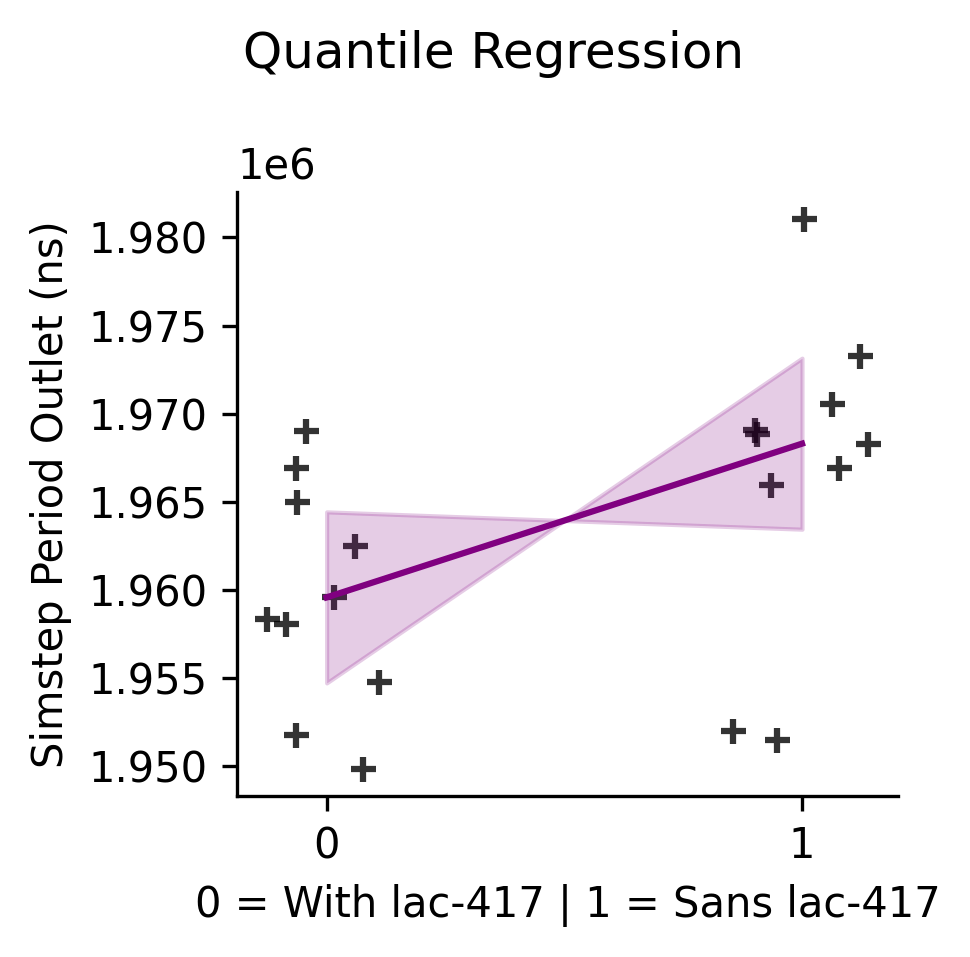 Quantile Regression
1e6
Simstep Period Outlet (ns)
1.980
1.975
1.970
1.965
1.960
1.955
1.950
0
1
0 = With lac-417 | 1 = Sans lac-417